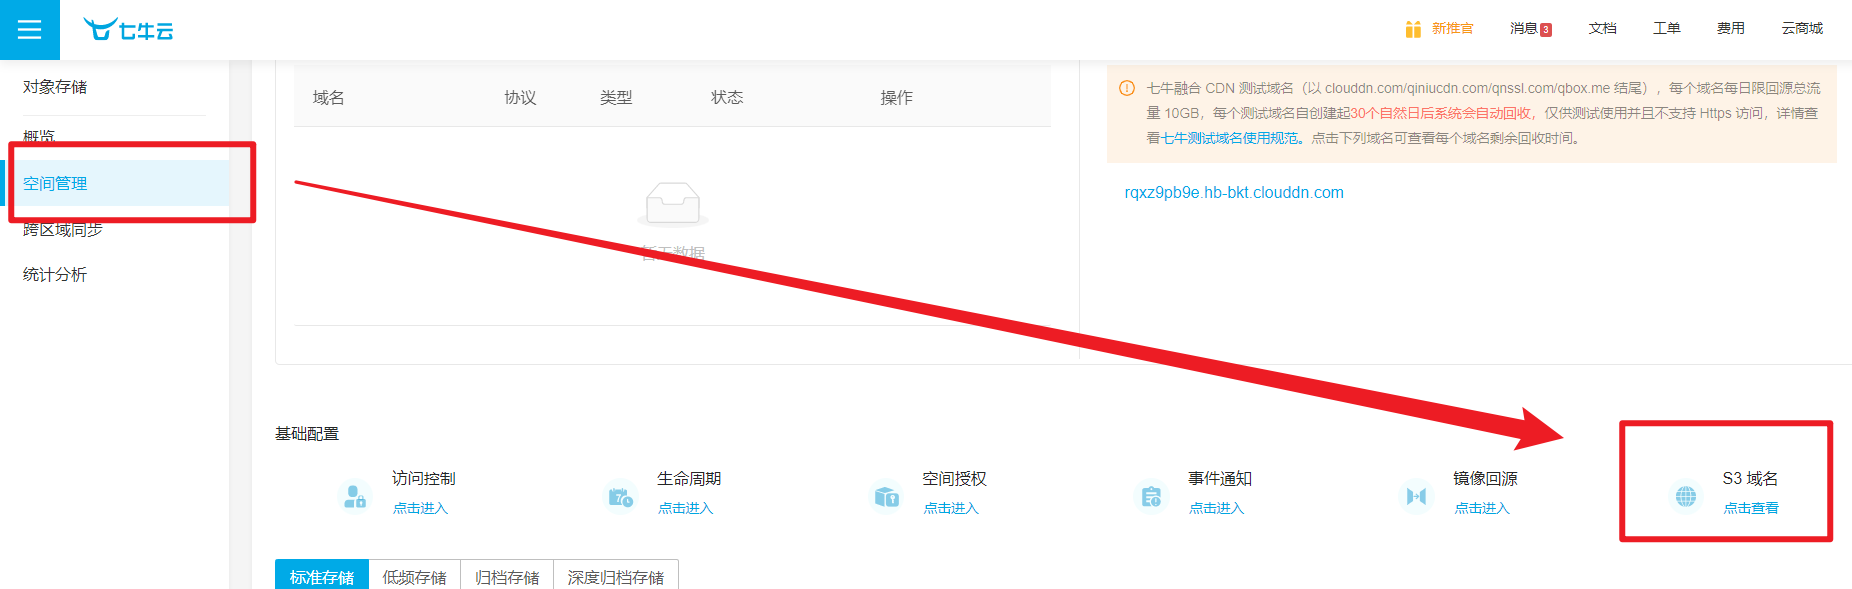 七牛云
新推官
消息 3
文档
工单
费用
云商城
对象存储
概览
空间管理
跨区域同步
统计分析
域名
协议
类型
状态
操作
暂无数据
七牛融合 CDN 测试域名（以 clouddn.com/qiniucdn.com/qnssl.com/qbox.me 结尾），每个域名每日限回源总流
量 10GB，每个测试域名自创建起30个自然日后系统会自动回收，仅供测试使用并且不支持 Https 访问，详情查
看七牛测试域名使用规范。点击下列域名可查看每个域名剩余回收时间。
rqxz9pb9e.hb-bkt.clouddn.com
基础配置
访问控制
点击进入
生命周期
点击进入
空间授权
点击进入
事件通知
点击进入
镜像回源
点击进入
S3 域名
点击查看
标准存储
低频存储
归档存储
深度归档存储